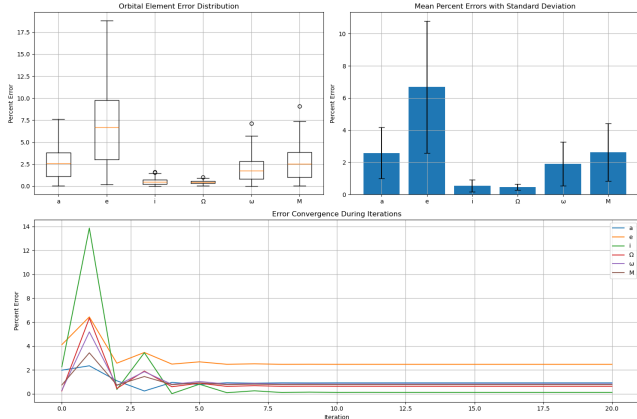 Orbital Element Error Distribution
Percent Error
17.5
15.0
12.5
10.0
7.5
5.0
2.5
0.0
a e i Ω ω M
Mean Percent Errors with Standard Deviation
Percent Error
10
8
6
4
2
0
a e i Ω ω M
Error Convergence During Iterations
Percent Error
14
12
10
8
6
4
2
0
0.0 2.5 5.0 7.5 10.0 12.5 15.0 17.5 20.0
Iteration
a
e
i
Ω
ω
M